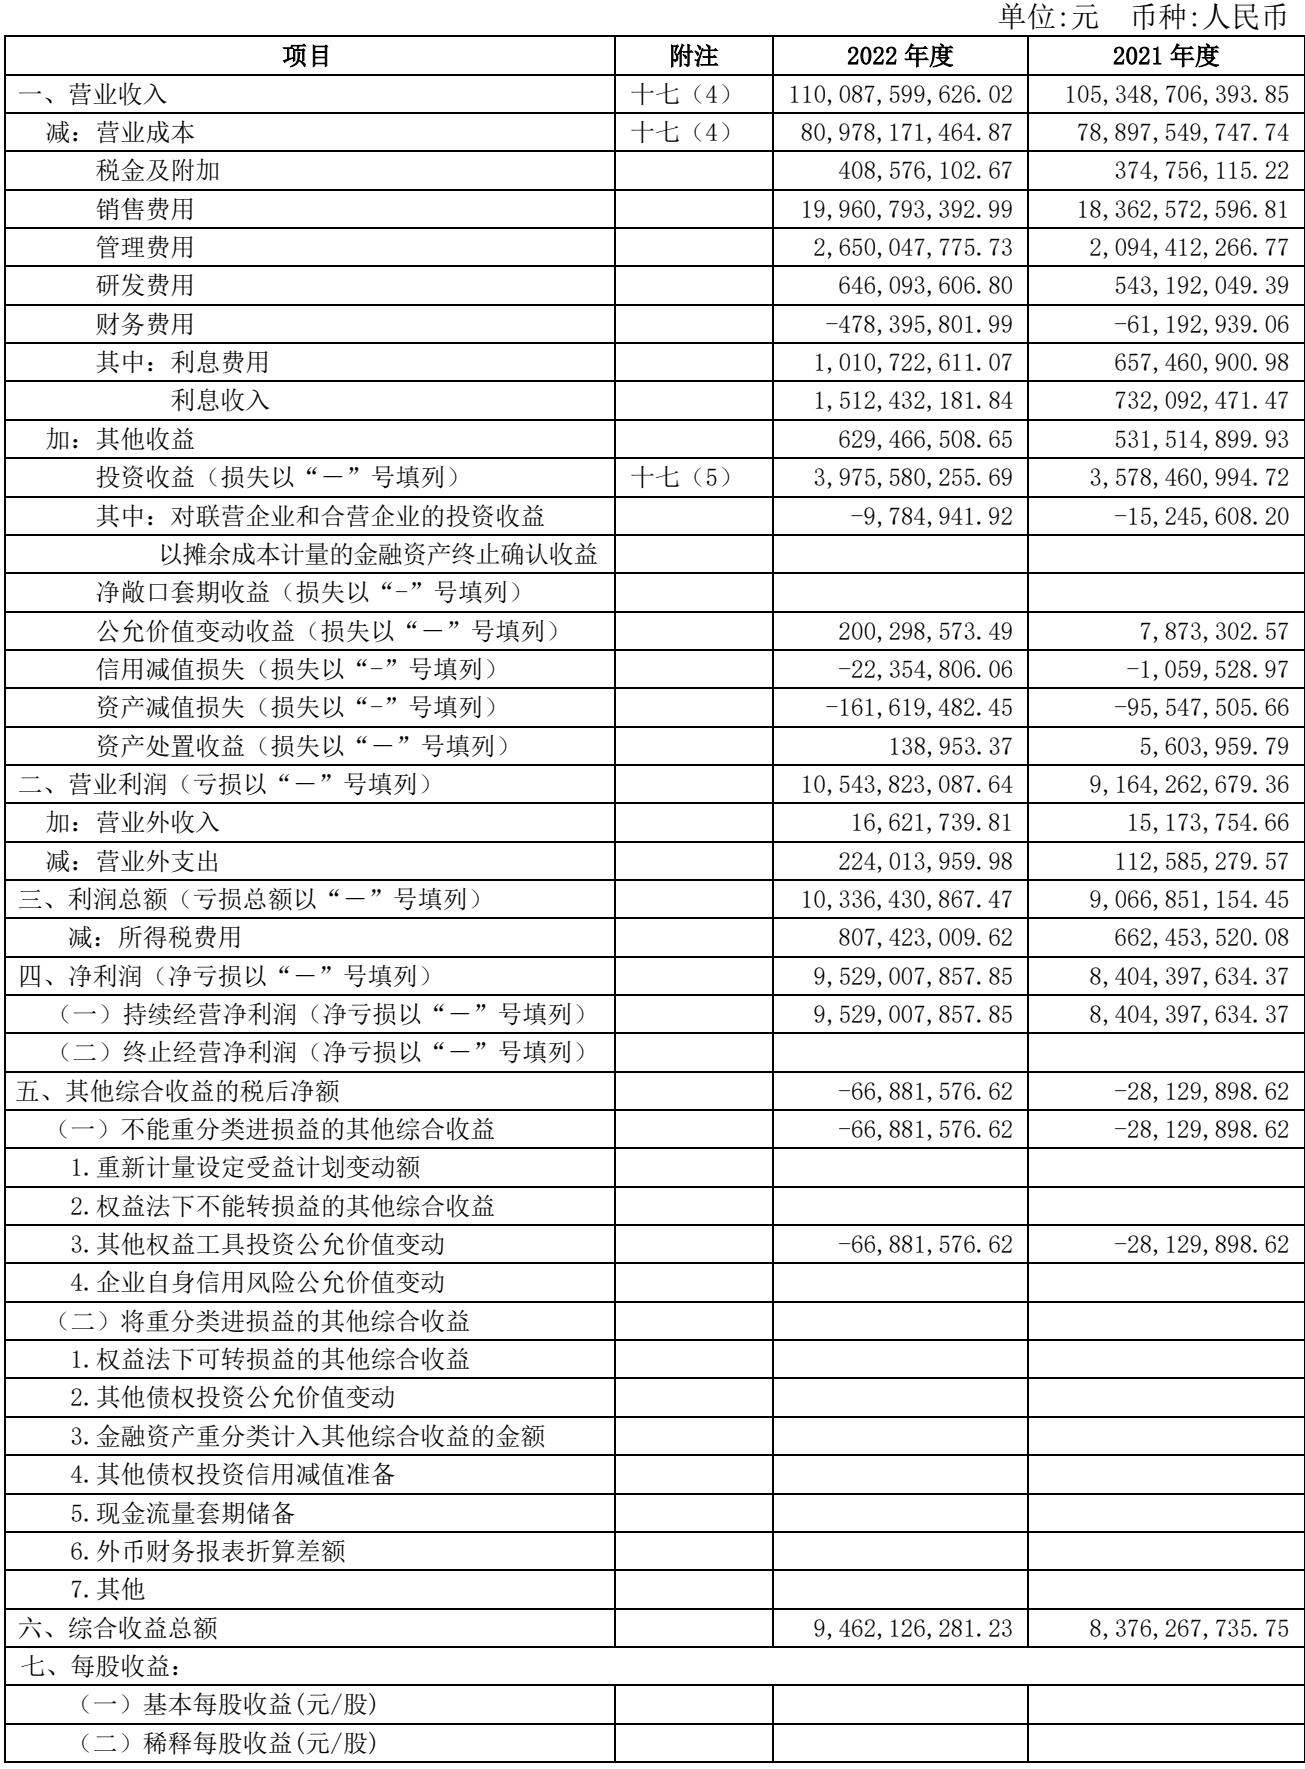 单位:元 币种:人民币
项目 附注 2022 年度 2021 年度
一、营业收入 十七（4） 110,087,599,626.02 105,348,706,393.85
减：营业成本 十七（4） 80,978,171,464.87 78,897,549,747.74
税金及附加 408,576,102.67 374,756,115.22
销售费用 19,960,793,392.99 18,362,572,596.81
管理费用 2,650,047,775.73 2,094,412,266.77
研发费用 646,093,606.80 543,192,049.39
财务费用 -478,395,801.99 -61,192,939.06
其中：利息费用 1,010,722,611.07 657,460,900.98
利息收入 1,512,432,181.84 732,092,471.47
加：其他收益 629,466,508.65 531,514,899.93
投资收益（损失以“－”号填列） 十七（5） 3,975,580,255.69 3,578,460,994.72
其中：对联营企业和合营企业的投资收益 -9,784,941.92 -15,245,608.20
以摊余成本计量的金融资产终止确认收益
净敞口套期收益（损失以“-”号填列）
公允价值变动收益（损失以“－”号填列） 200,298,573.49 7,873,302.57
信用减值损失（损失以“-”号填列） -22,354,806.06 -1,059,528.97
资产减值损失（损失以“-”号填列） -161,619,482.45 -95,547,505.66
资产处置收益（损失以“－”号填列） 138,953.37 5,603,959.79
二、营业利润（亏损以“－”号填列） 10,543,823,087.64 9,164,262,679.36
加：营业外收入 16,621,739.81 15,173,754.66
减：营业外支出 224,013,959.98 112,585,279.57
三、利润总额（亏损总额以“－”号填列） 10,336,430,867.47 9,066,851,154.45
减：所得税费用 807,423,009.62 662,453,520.08
四、净利润（净亏损以“－”号填列） 9,529,007,857.85 8,404,397,634.37
（一）持续经营净利润（净亏损以“－”号填列） 9,529,007,857.85 8,404,397,634.37
（二）终止经营净利润（净亏损以“－”号填列）
五、其他综合收益的税后净额 -66,881,576.62 -28,129,898.62
（一）不能重分类进损益的其他综合收益 -66,881,576.62 -28,129,898.62
1.重新计量设定受益计划变动额
2.权益法下不能转损益的其他综合收益
3.其他权益工具投资公允价值变动 -66,881,576.62 -28,129,898.62
4.企业自身信用风险公允价值变动
（二）将重分类进损益的其他综合收益
1.权益法下可转损益的其他综合收益
2.其他债权投资公允价值变动
3.金融资产重分类计入其他综合收益的金额
4.其他债权投资信用减值准备
5.现金流量套期储备
6.外币财务报表折算差额
7.其他
六、综合收益总额 9,462,126,281.23 8,376,267,735.75
七、每股收益：
（一）基本每股收益(元/股)
（二）稀释每股收益(元/股)